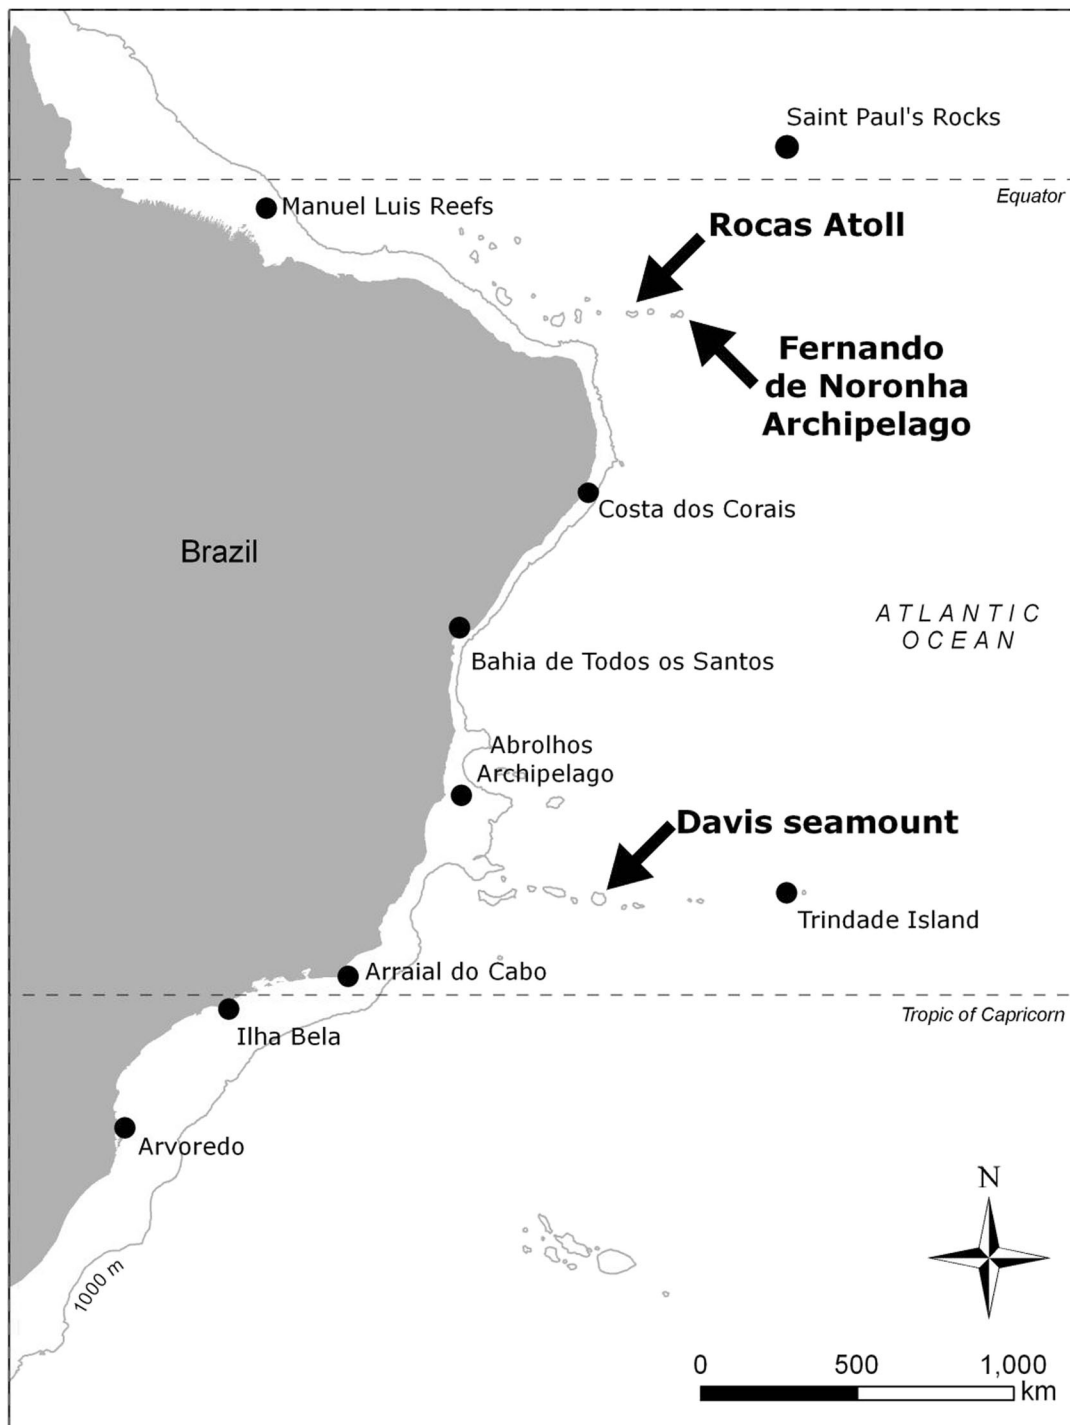 Saint Paul's Rocks
Equator
Manuel Luis Reefs
Rocas Atoll
Fernando
de Noronha
Archipelago
Costa dos Corais
Brazil
ATLANTIC
OCEAN
Bahia de Todos os Santos
Abrolhos
Archipelago
Davis seamount
Trindade Island
Arraial do Cabo
Tropic of Capricorn
Ilha Bela
Arvoredo
N
1000 m
0 500 1,000
km